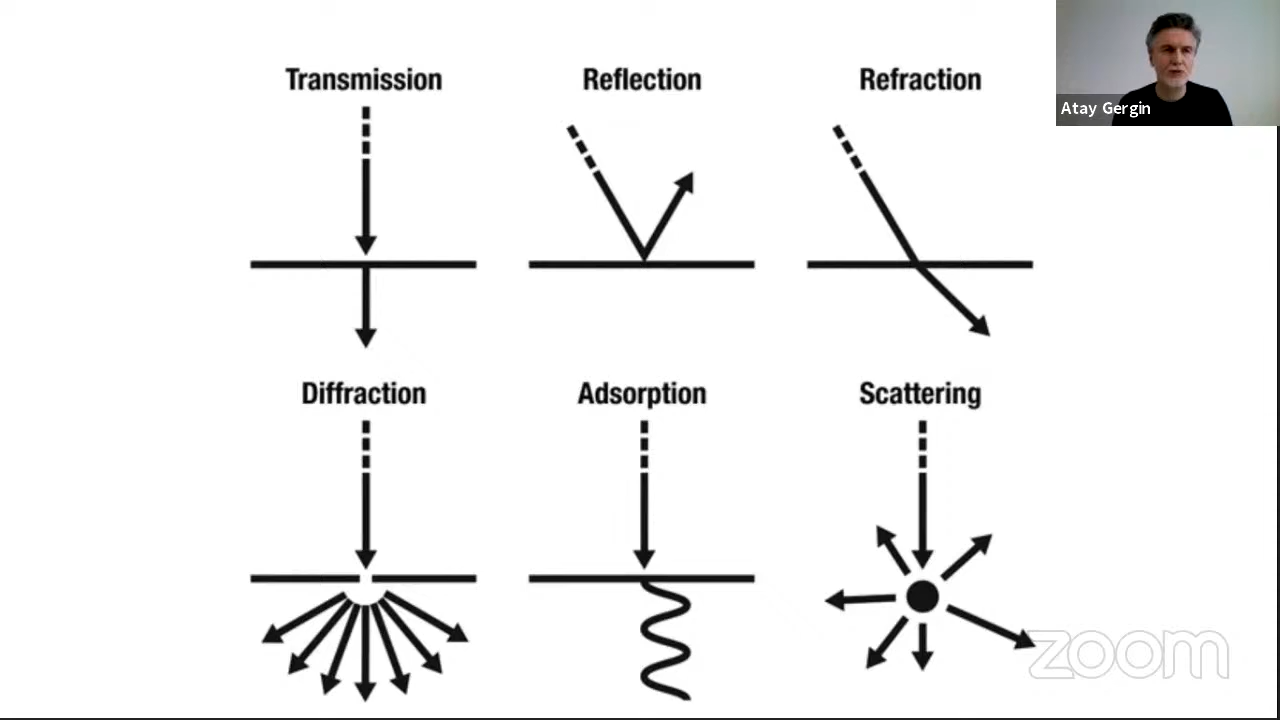 Transmission
Reflection
Refraction
Atay Gergin
Diffraction
Adsorption
Scattering
zoom